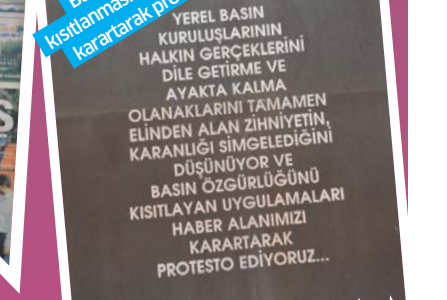 kısıtlanması
karartarak
YEREL BASIN
KURULUŞLARININ
HALKIN GERÇEKLERİNİ
DİLE GETİRME VE
AYAKTA KALMA
OLANAKLARINI TAMAMEN
ELİNDEN ALAN ZİHNİYETİN,
KARANLIĞI SİMGELEDİĞİNİ
DÜŞÜNÜYOR VE
BASIN ÖZGÜRLÜĞÜNÜ
KISITLAYAN UYGULAMALARI
HABER ALANIMIZI
KARARTARAK
PROTESTO EDİYORUZ...